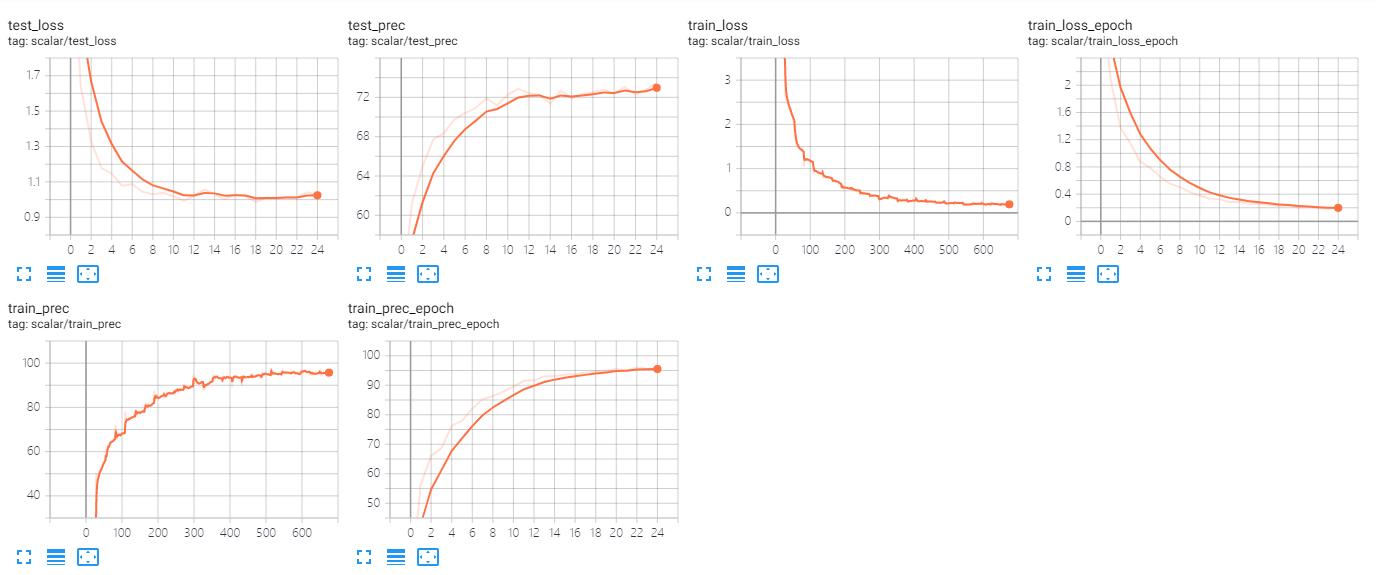 test_loss
tag: scalar/test_loss
1.7
1.5
1.3
1.1
0.9
0 2 4 6 8 10 12 14 16 18 20 22 24
test_prec
tag: scalar/test_prec
72
68
64
60
0 2 4 6 8 10 12 14 16 18 20 22 24
train_loss
tag: scalar/train_loss
3
2
1
0
0 100 200 300 400 500 600
train_loss_epoch
tag: scalar/train_loss_epoch
2
1.6
1.2
0.8
0.4
0
0 2 4 6 8 10 12 14 16 18 20 22 24
train_prec
tag: scalar/train_prec
100
80
60
40
0 100 200 300 400 500 600
train_prec_epoch
tag: scalar/train_prec_epoch
100
90
80
70
60
50
0 2 4 6 8 10 12 14 16 18 20 22 24